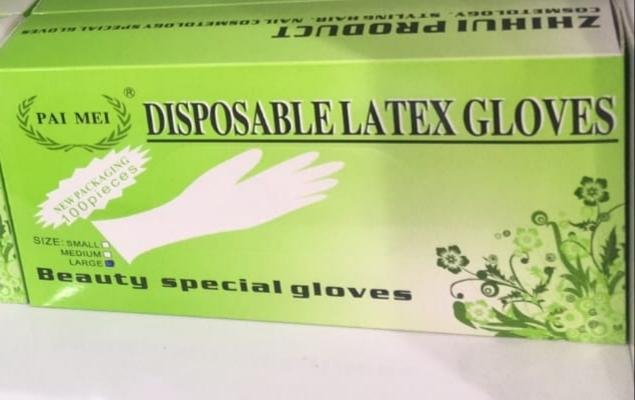 COSMETOLOGY. STYLING HAIR. NAIL COSMETOLOGY SPECIAL GLOVES
ZHIHUI PRODUCT
PAI MEI ®
DISPOSABLE LATEX GLOVES
NEW PACKAGING
100pieces
SIZE: SMALL
MEDIUM
LARGE
Beauty special gloves